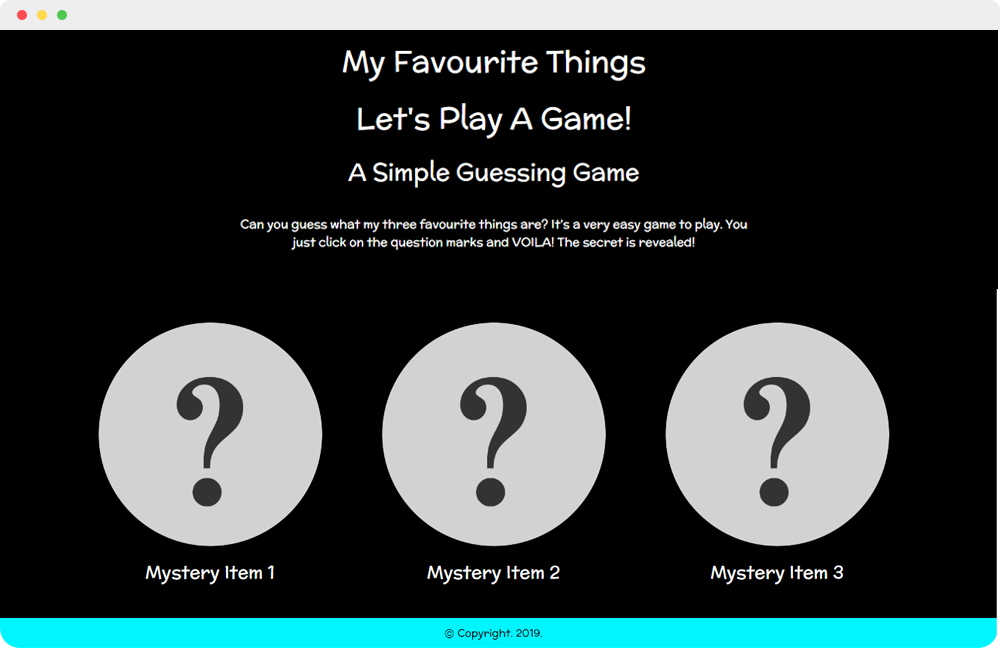 My Favourite Things
Let's Play A Game!
A Simple Guessing Game
Can you guess what my three favourite things are? It's a very easy game to play. You
just click on the question marks and VOILA! The secret is revealed!
? ? ?
Mystery Item 1 Mystery Item 2 Mystery Item 3
© Copyright. 2019.